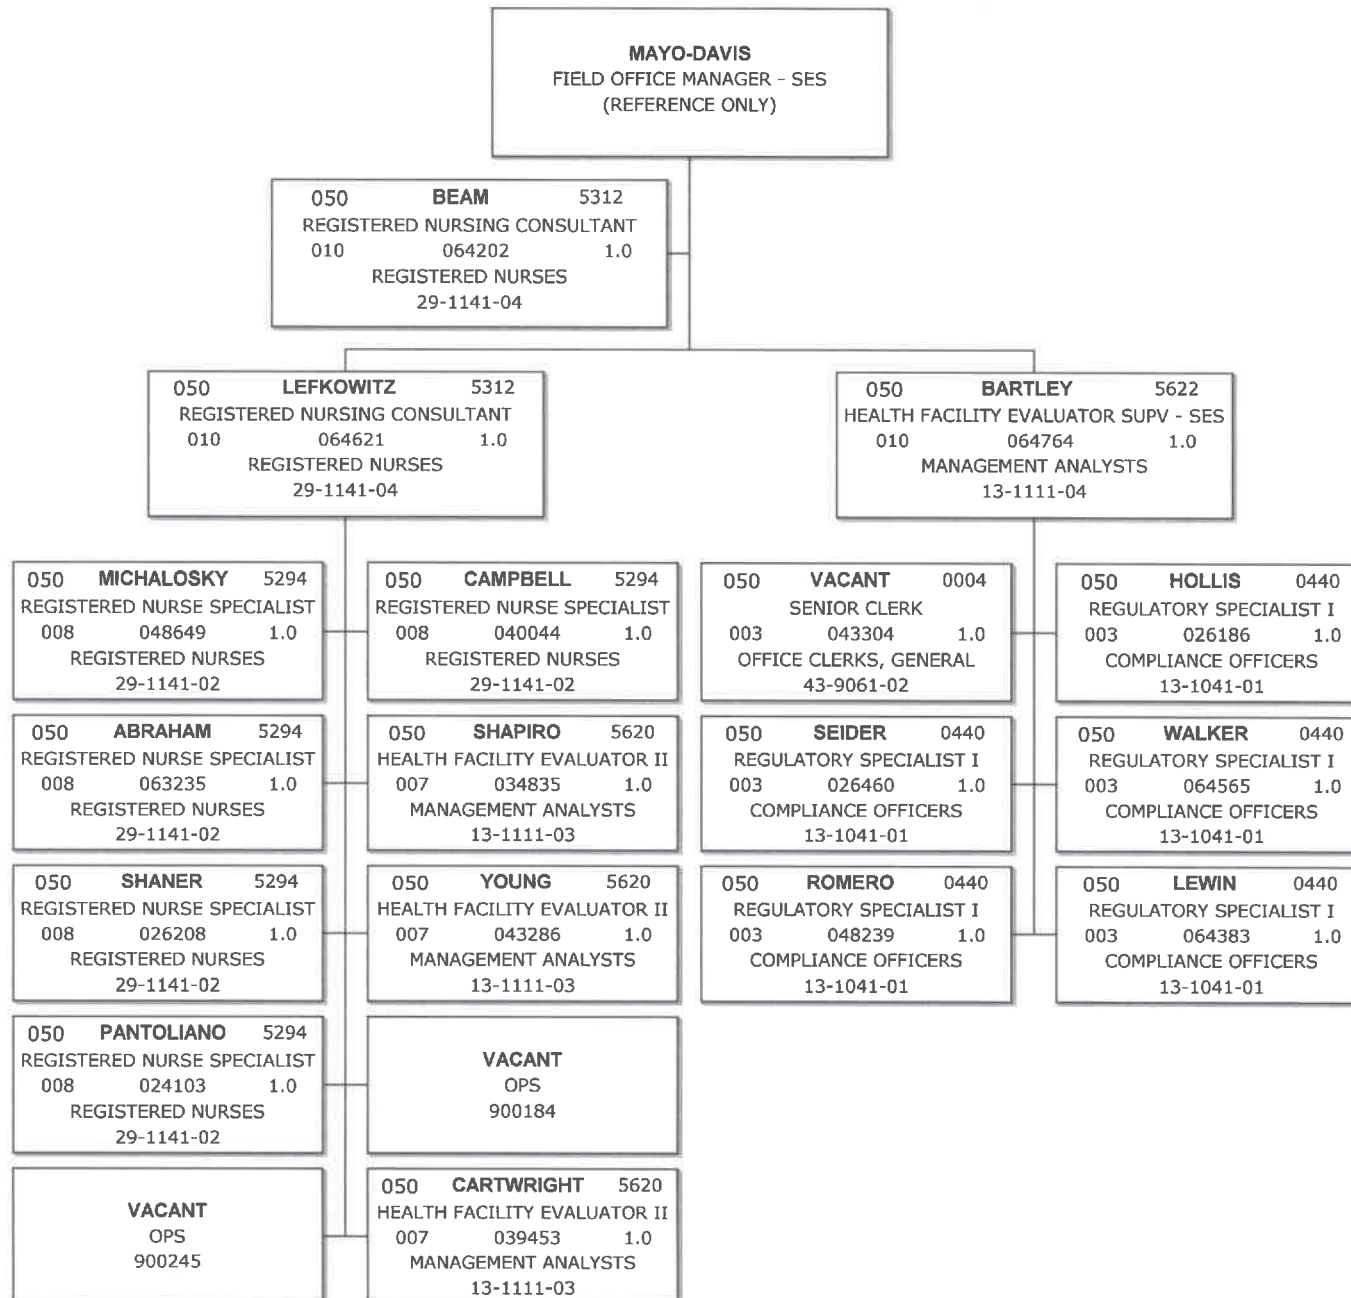 MAYO-DAVIS
FIELD OFFICE MANAGER - SES
(REFERENCE ONLY)
050 BEAM 5312
REGISTERED NURSING CONSULTANT
010 064202 1.0
REGISTERED NURSES
29-1141-04
050 LEFKOWITZ 5312
REGISTERED NURSING CONSULTANT
010 064621 1.0
REGISTERED NURSES
29-1141-04
050 BARTLEY 5622
HEALTH FACILITY EVALUATOR SUPV - SES
010 064764 1.0
MANAGEMENT ANALYSTS
13-1111-04
050 MICHALOSKY 5294
REGISTERED NURSE SPECIALIST
008 048649 1.0
REGISTERED NURSES
29-1141-02
050 CAMPBELL 5294
REGISTERED NURSE SPECIALIST
008 040044 1.0
REGISTERED NURSES
29-1141-02
050 VACANT 0004
SENIOR CLERK
003 043304 1.0
OFFICE CLERKS, GENERAL
43-9061-02
050 HOLLIS 0440
REGULATORY SPECIALIST I
003 026186 1.0
COMPLIANCE OFFICERS
13-1041-01
050 ABRAHAM 5294
REGISTERED NURSE SPECIALIST
008 063235 1.0
REGISTERED NURSES
29-1141-02
050 SHAPIRO 5620
HEALTH FACILITY EVALUATOR II
007 034835 1.0
MANAGEMENT ANALYSTS
13-1111-03
050 SEIDER 0440
REGULATORY SPECIALIST I
003 026460 1.0
COMPLIANCE OFFICERS
13-1041-01
050 WALKER 0440
REGULATORY SPECIALIST I
003 064565 1.0
COMPLIANCE OFFICERS
13-1041-01
050 SHANER 5294
REGISTERED NURSE SPECIALIST
008 026208 1.0
REGISTERED NURSES
29-1141-02
050 YOUNG 5620
HEALTH FACILITY EVALUATOR II
007 043286 1.0
MANAGEMENT ANALYSTS
13-1111-03
050 ROMERO 0440
REGULATORY SPECIALIST I
003 048239 1.0
COMPLIANCE OFFICERS
13-1041-01
050 LEWIN 0440
REGULATORY SPECIALIST I
003 064383 1.0
COMPLIANCE OFFICERS
13-1041-01
050 PANTOLIANO 5294
REGISTERED NURSE SPECIALIST
008 024103 1.0
REGISTERED NURSES
29-1141-02
VACANT
OPS
900184
VACANT
OPS
900245
050 CARTWRIGHT 5620
HEALTH FACILITY EVALUATOR II
007 039453 1.0
MANAGEMENT ANALYSTS
13-1111-03